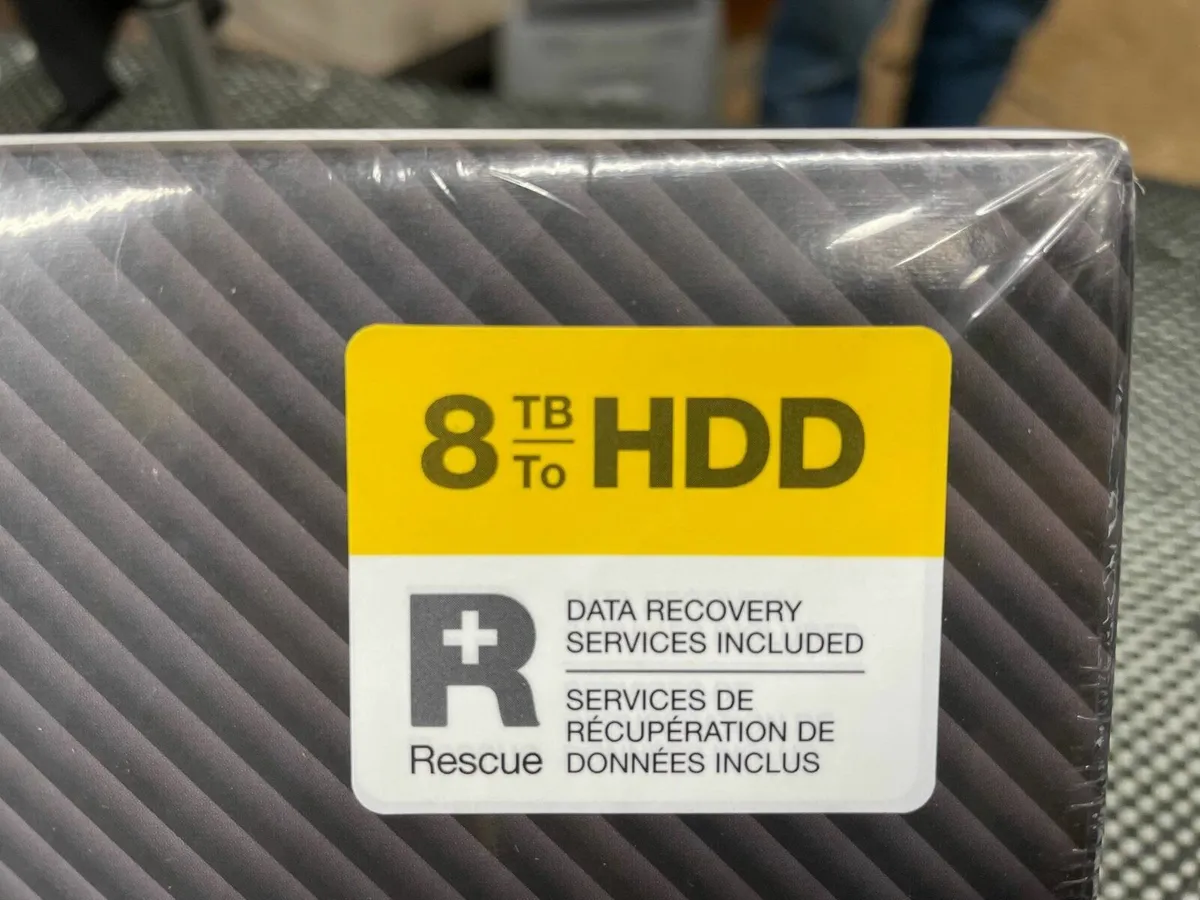 8 TB/To HDD
R
Rescue
DATA RECOVERY
SERVICES INCLUDED
SERVICES DE
RÉCUPÉRATION DE
DONNÉES INCLUS